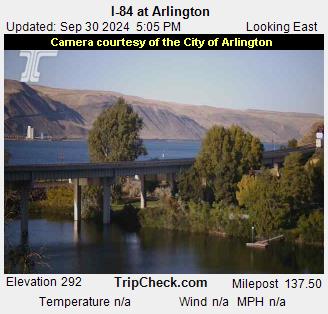 I-84 at Arlington
Updated: Sep 30 2024 5:05 PM Looking East
Camera courtesy of the City of Arlington
Elevation 292 TripCheck.com Milepost 137.50
Temperature n/a Wind n/a MPH n/a